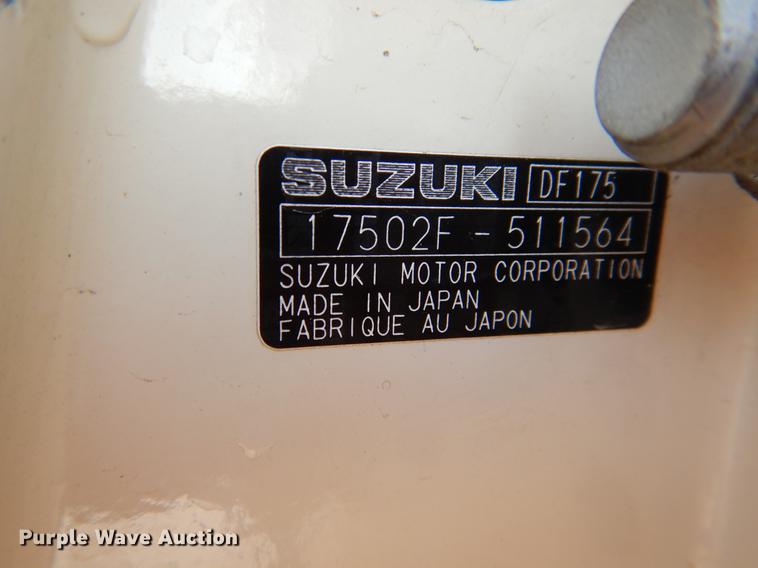 SUZUKI DF175
17502F-511564
SUZUKI MOTOR CORPORATION
MADE IN JAPAN
FABRIQUE AU JAPON
Purple Wave Auction